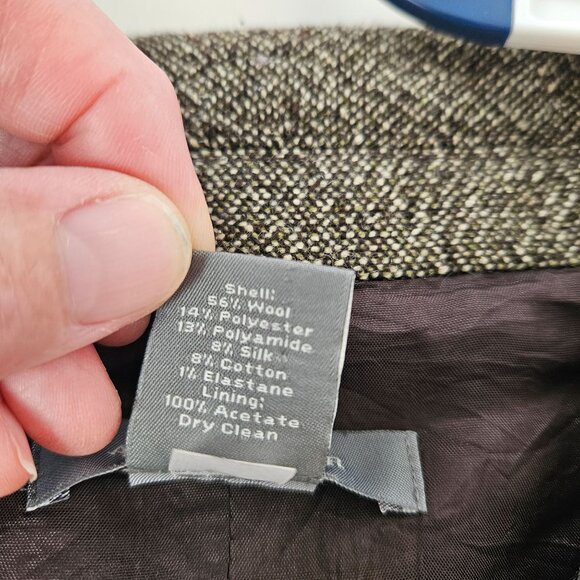 Shell:
56% Wool
14% Polyester
13% Polyamide
8% Silk
8% Cotton
1% Elastane
Lining:
100% Acetate
Dry Clean